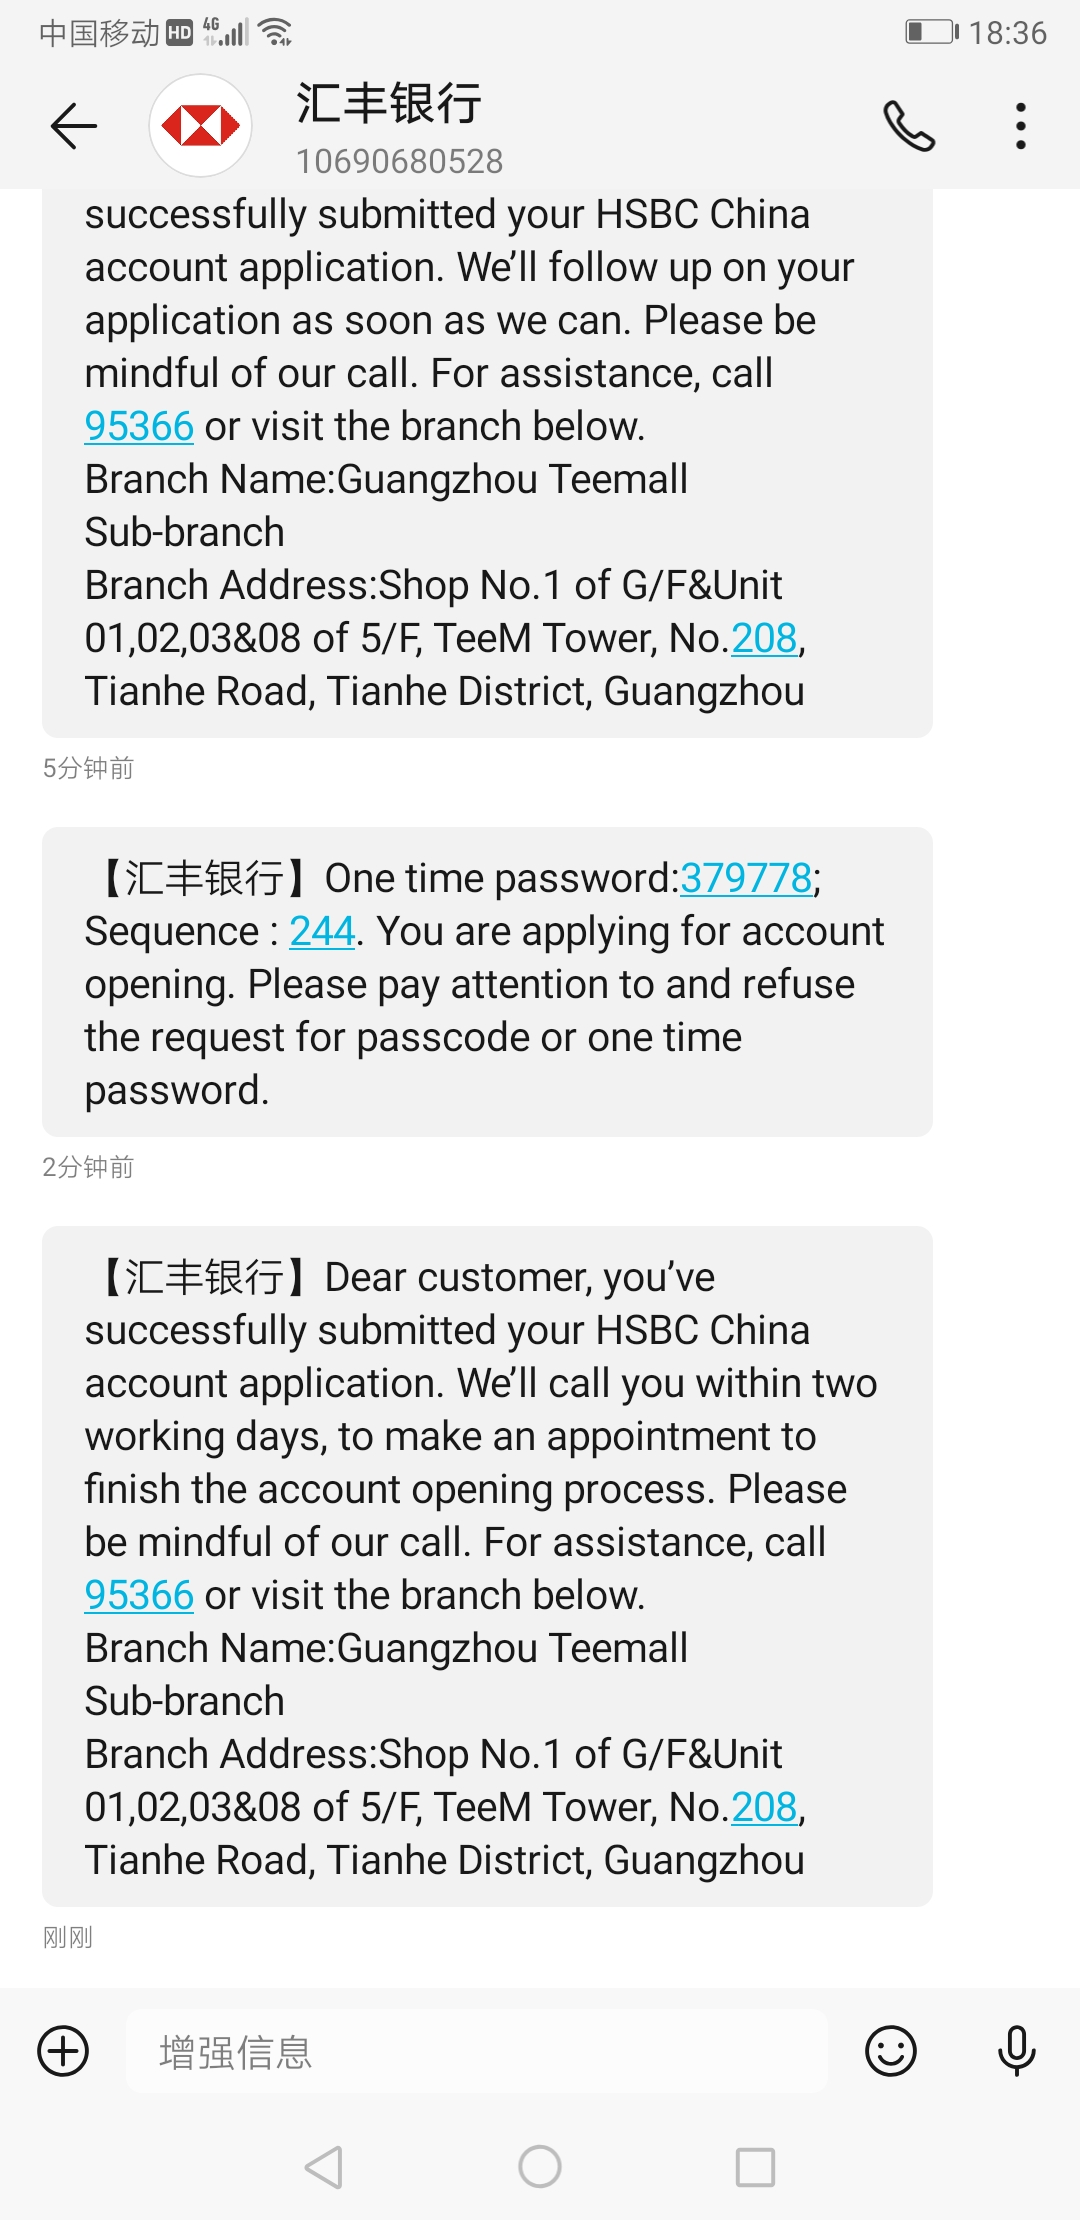 中国移动 HD 4G 18:36
汇丰银行
10690680528
successfully submitted your HSBC China
account application. We’ll follow up on your
application as soon as we can. Please be
mindful of our call. For assistance, call
95366 or visit the branch below.
Branch Name:Guangzhou Teemall
Sub-branch
Branch Address:Shop No.1 of G/F&Unit
01,02,03&08 of 5/F, TeeM Tower, No.208,
Tianhe Road, Tianhe District, Guangzhou
5分钟前
【汇丰银行】One time password:379778;
Sequence : 244. You are applying for account
opening. Please pay attention to and refuse
the request for passcode or one time
password.
2分钟前
【汇丰银行】Dear customer, you’ve
successfully submitted your HSBC China
account application. We’ll call you within two
working days, to make an appointment to
finish the account opening process. Please
be mindful of our call. For assistance, call
95366 or visit the branch below.
Branch Name:Guangzhou Teemall
Sub-branch
Branch Address:Shop No.1 of G/F&Unit
01,02,03&08 of 5/F, TeeM Tower, No.208,
Tianhe Road, Tianhe District, Guangzhou
刚刚
增强信息